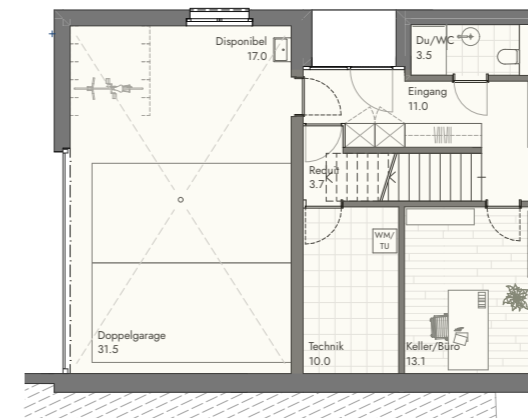 Disponibel
17.0
Du/WC
3.5
Eingang
11.0
Reduit
3.7
WM/
TU
Doppelgarage
31.5
Technik
10.0
Keller/Büro
13.1